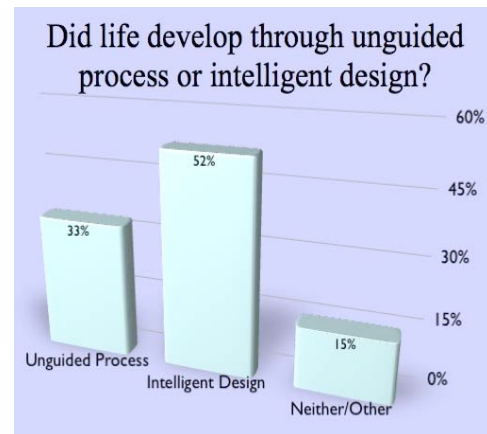 Did life develop through unguided
process or intelligent design?
60%
52%
45%
33%
30%
15%
15%
0%
Unguided Process
Intelligent Design
Neither/Other